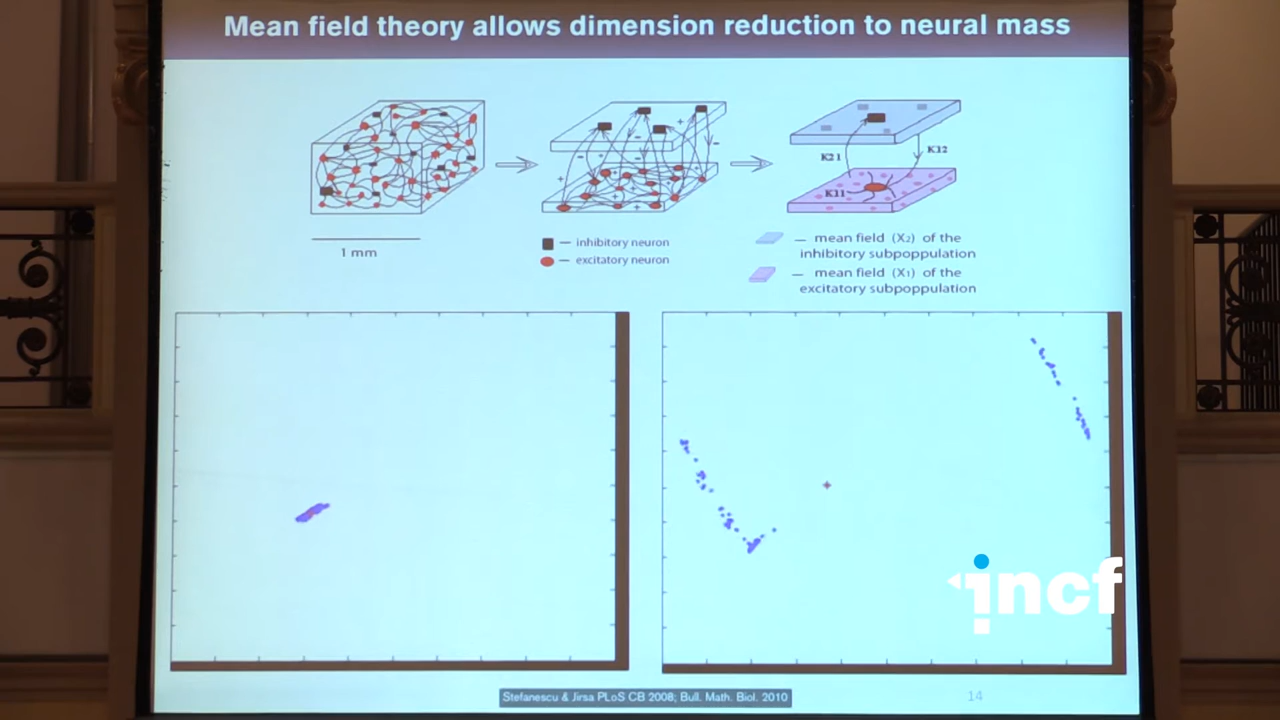 Mean field theory allows dimension reduction to neural mass
K21
K12
K11
1 mm
— inhibitory neuron
— excitatory neuron
— mean field (X₂) of the
inhibitory subpoppulation
— mean field (X₁) of the
excitatory subpoppulation
incf
Stefanescu & Jirsa PLoS CB 2008; Bull. Math. Biol. 2010
14